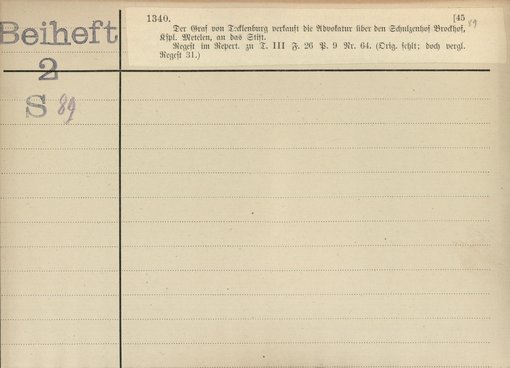 Beiheft
2
S 89
1340. [45 89
Der Graf von Tecklenburg verkauft die Advokatur über den Schulzenhof Brockhof,
Kspl. Metelen, an das Stift.
Regest im Repert. zu T. III F. 26 P. 9 Nr. 64. (Orig. fehlt; doch vergl.
Regest 31.)